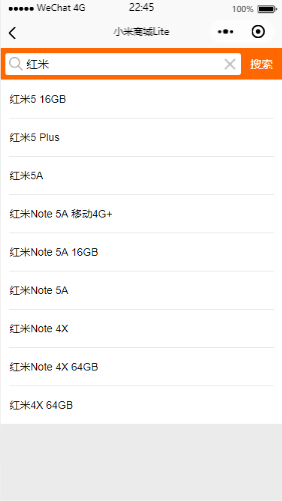 WeChat 4G 22:45 100%
小米商城Lite
红米 搜索
红米5 16GB
红米5 Plus
红米5A
红米Note 5A 移动4G+
红米Note 5A 16GB
红米Note 5A
红米Note 4X
红米Note 4X 64GB
红米4X 64GB